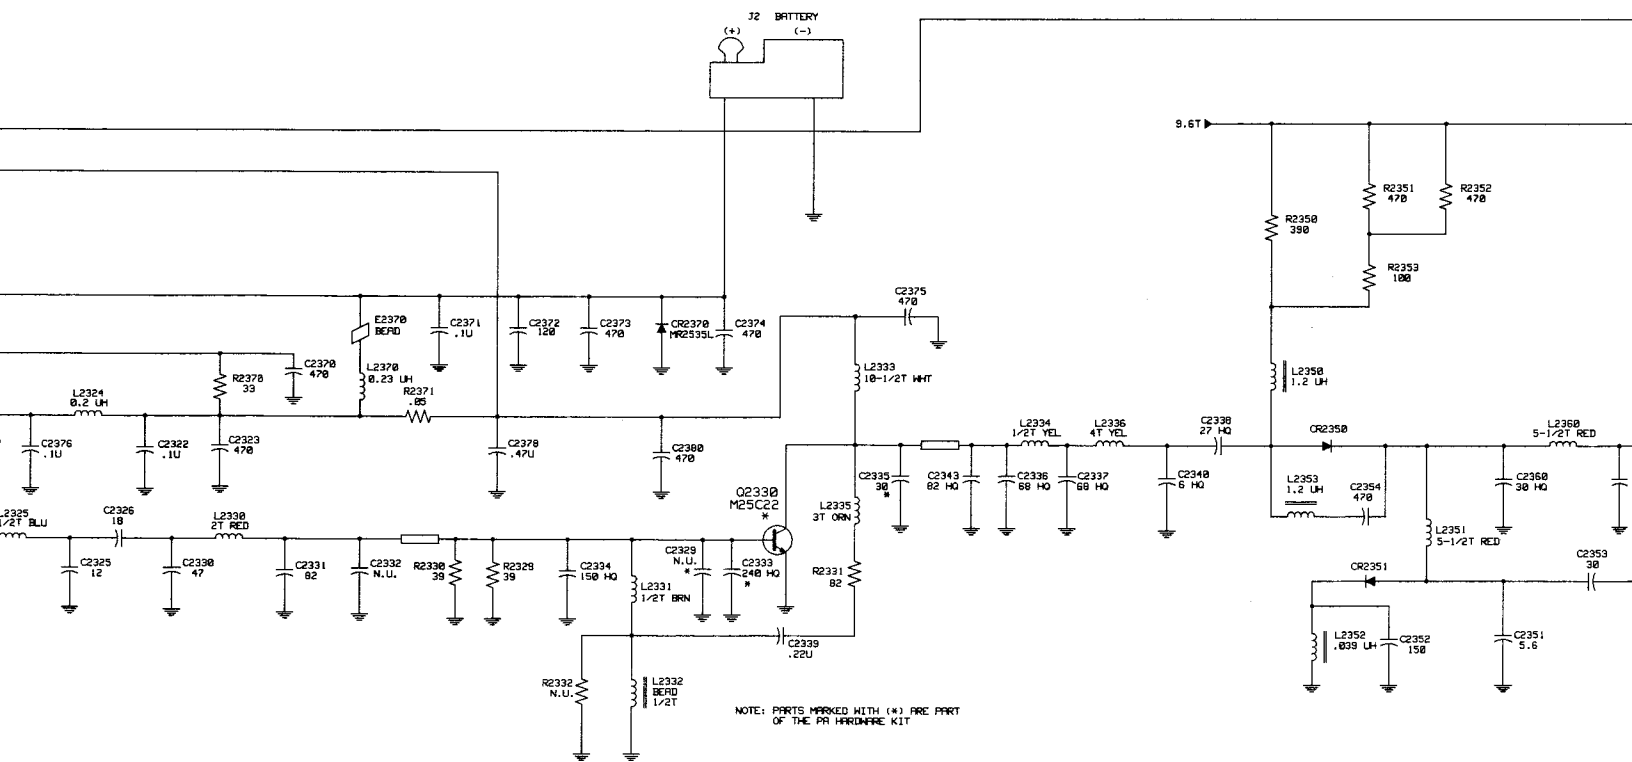 J2 BATTERY
(+) (-)
9.6T
R2351
470
R2352
470
R2350
390
R2353
100
C2375
470
E2370
BEAD
C2371
.1U
C2372
120
C2373
470
CR2370
MR2535L
C2374
470
L2333
10-1/2T WHT
L2350
1.2 UH
C2370
470
R2370
33
L2370
0.23 UH
R2371
.05
L2324
0.2 UH
C2376
.1U
C2322
.1U
C2323
470
C2378
.47U
C2380
470
L2334
1/2T YEL
L2336
4T YEL
C2338
27 HQ
CR2350
L2360
5-1/2T RED
C2335
30
*
C2343
82 HQ
C2336
68 HQ
C2337
68 HQ
C2340
6 HQ
L2353
1.2 UH
C2354
470
C2360
30 HQ
Q2330
M25C22
*
L2335
3T ORN
L2325
1/2T BLU
C2326
18
L2330
2T RED
L2351
5-1/2T RED
C2325
12
C2330
47
C2331
82
C2332
N.U.
R2330
39
R2329
39
C2334
150 HQ
L2331
1/2T BRN
C2329
N.U.
*
C2333
240 HQ
*
R2331
82
CR2351
C2353
30
C2339
.22U
L2352
.039 UH
C2352
150
C2351
5.6
R2332
N.U.
L2332
BEAD
1/2T
NOTE: PARTS MARKED WITH (*) ARE PART
OF THE PA HARDWARE KIT